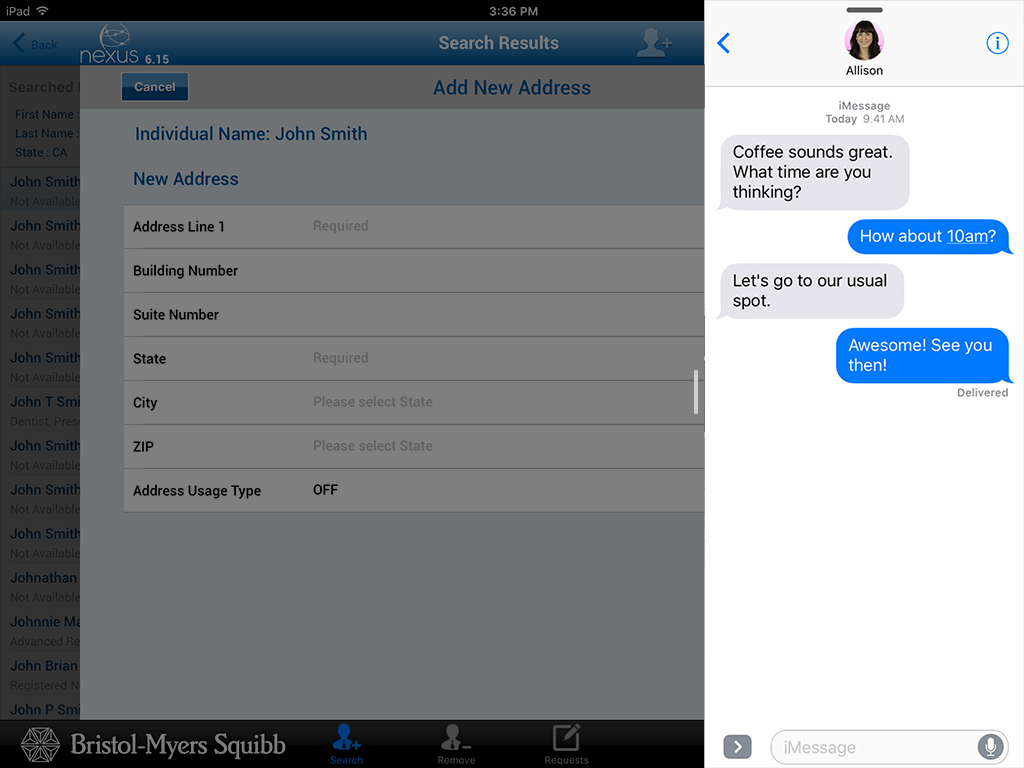 iPad
3:36 PM
Back
nexus 6.15
Search Results
Searched
First Name :
Last Name :
State : CA
John Smith
Not Available
John Smith
Not Available
John Smith
Not Available
John Smith
Not Available
John Smith
Not Available
John T Smi
Dentist, Pres
John Smith
Not Available
John Smith
Not Available
John Smith
Not Available
Johnathan
Not Available
Johnnie Ma
Advanced Re
John Brian
Registered N
John P Smi
Cancel
Add New Address
Individual Name: John Smith
New Address
Address Line 1 Required
Building Number
Suite Number
State Required
City Please select State
ZIP Please select State
Address Usage Type OFF
Bristol-Myers Squibb
Search
Remove
Requests
Allison
iMessage
Today 9:41 AM
Coffee sounds great.
What time are you
thinking?
How about 10am?
Let's go to our usual
spot.
Awesome! See you
then!
Delivered
iMessage